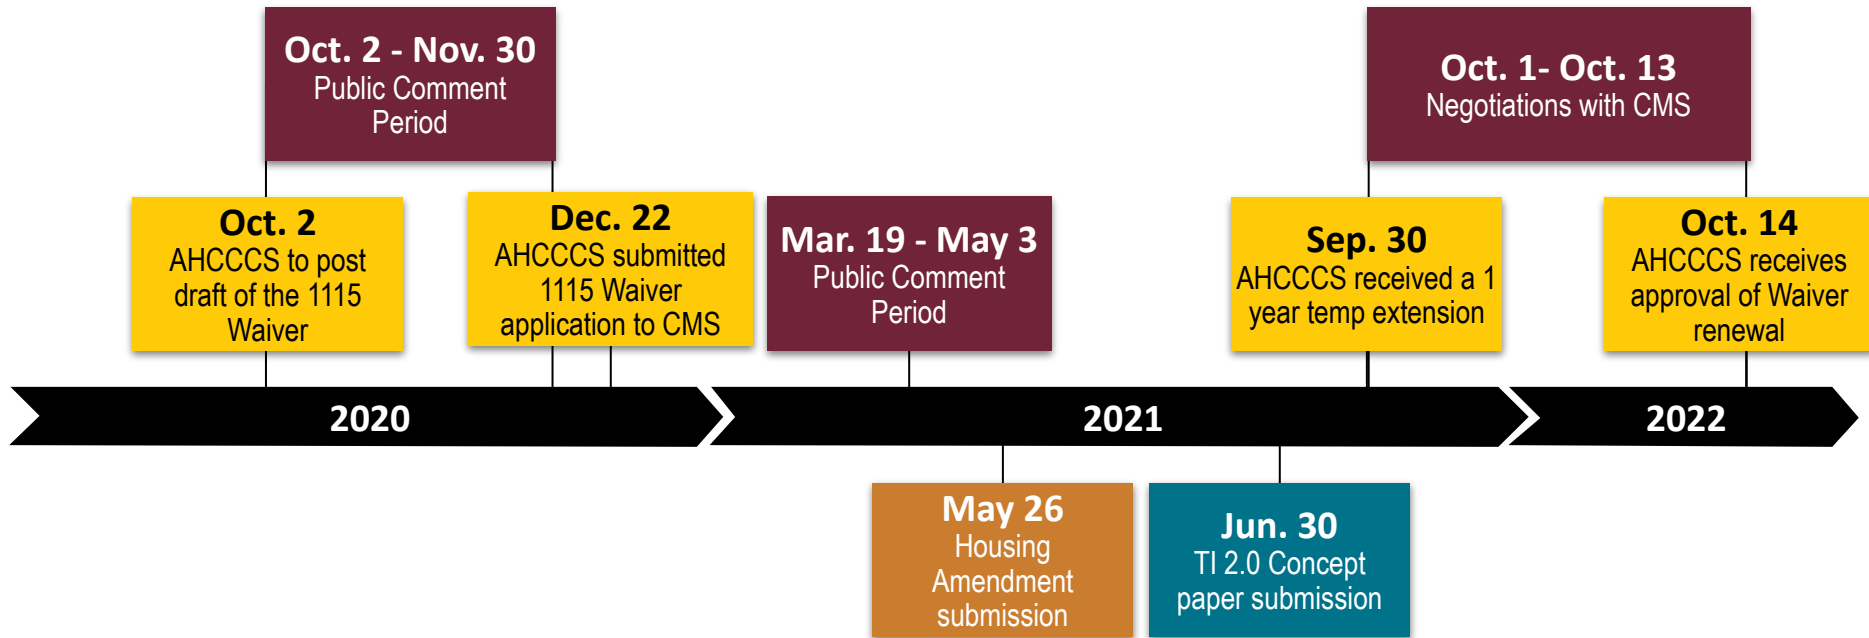 Oct. 2 - Nov. 30
Public Comment
Period
Oct. 1- Oct. 13
Negotiations with CMS
Oct. 2
AHCCCS to post
draft of the 1115
Waiver
Dec. 22
AHCCCS submitted
1115 Waiver
application to CMS
Mar. 19 - May 3
Public Comment
Period
Sep. 30
AHCCCS received a 1
year temp extension
Oct. 14
AHCCCS receives
approval of Waiver
renewal
2020
2021
2022
May 26
Housing
Amendment
submission
Jun. 30
TI 2.0 Concept
paper submission